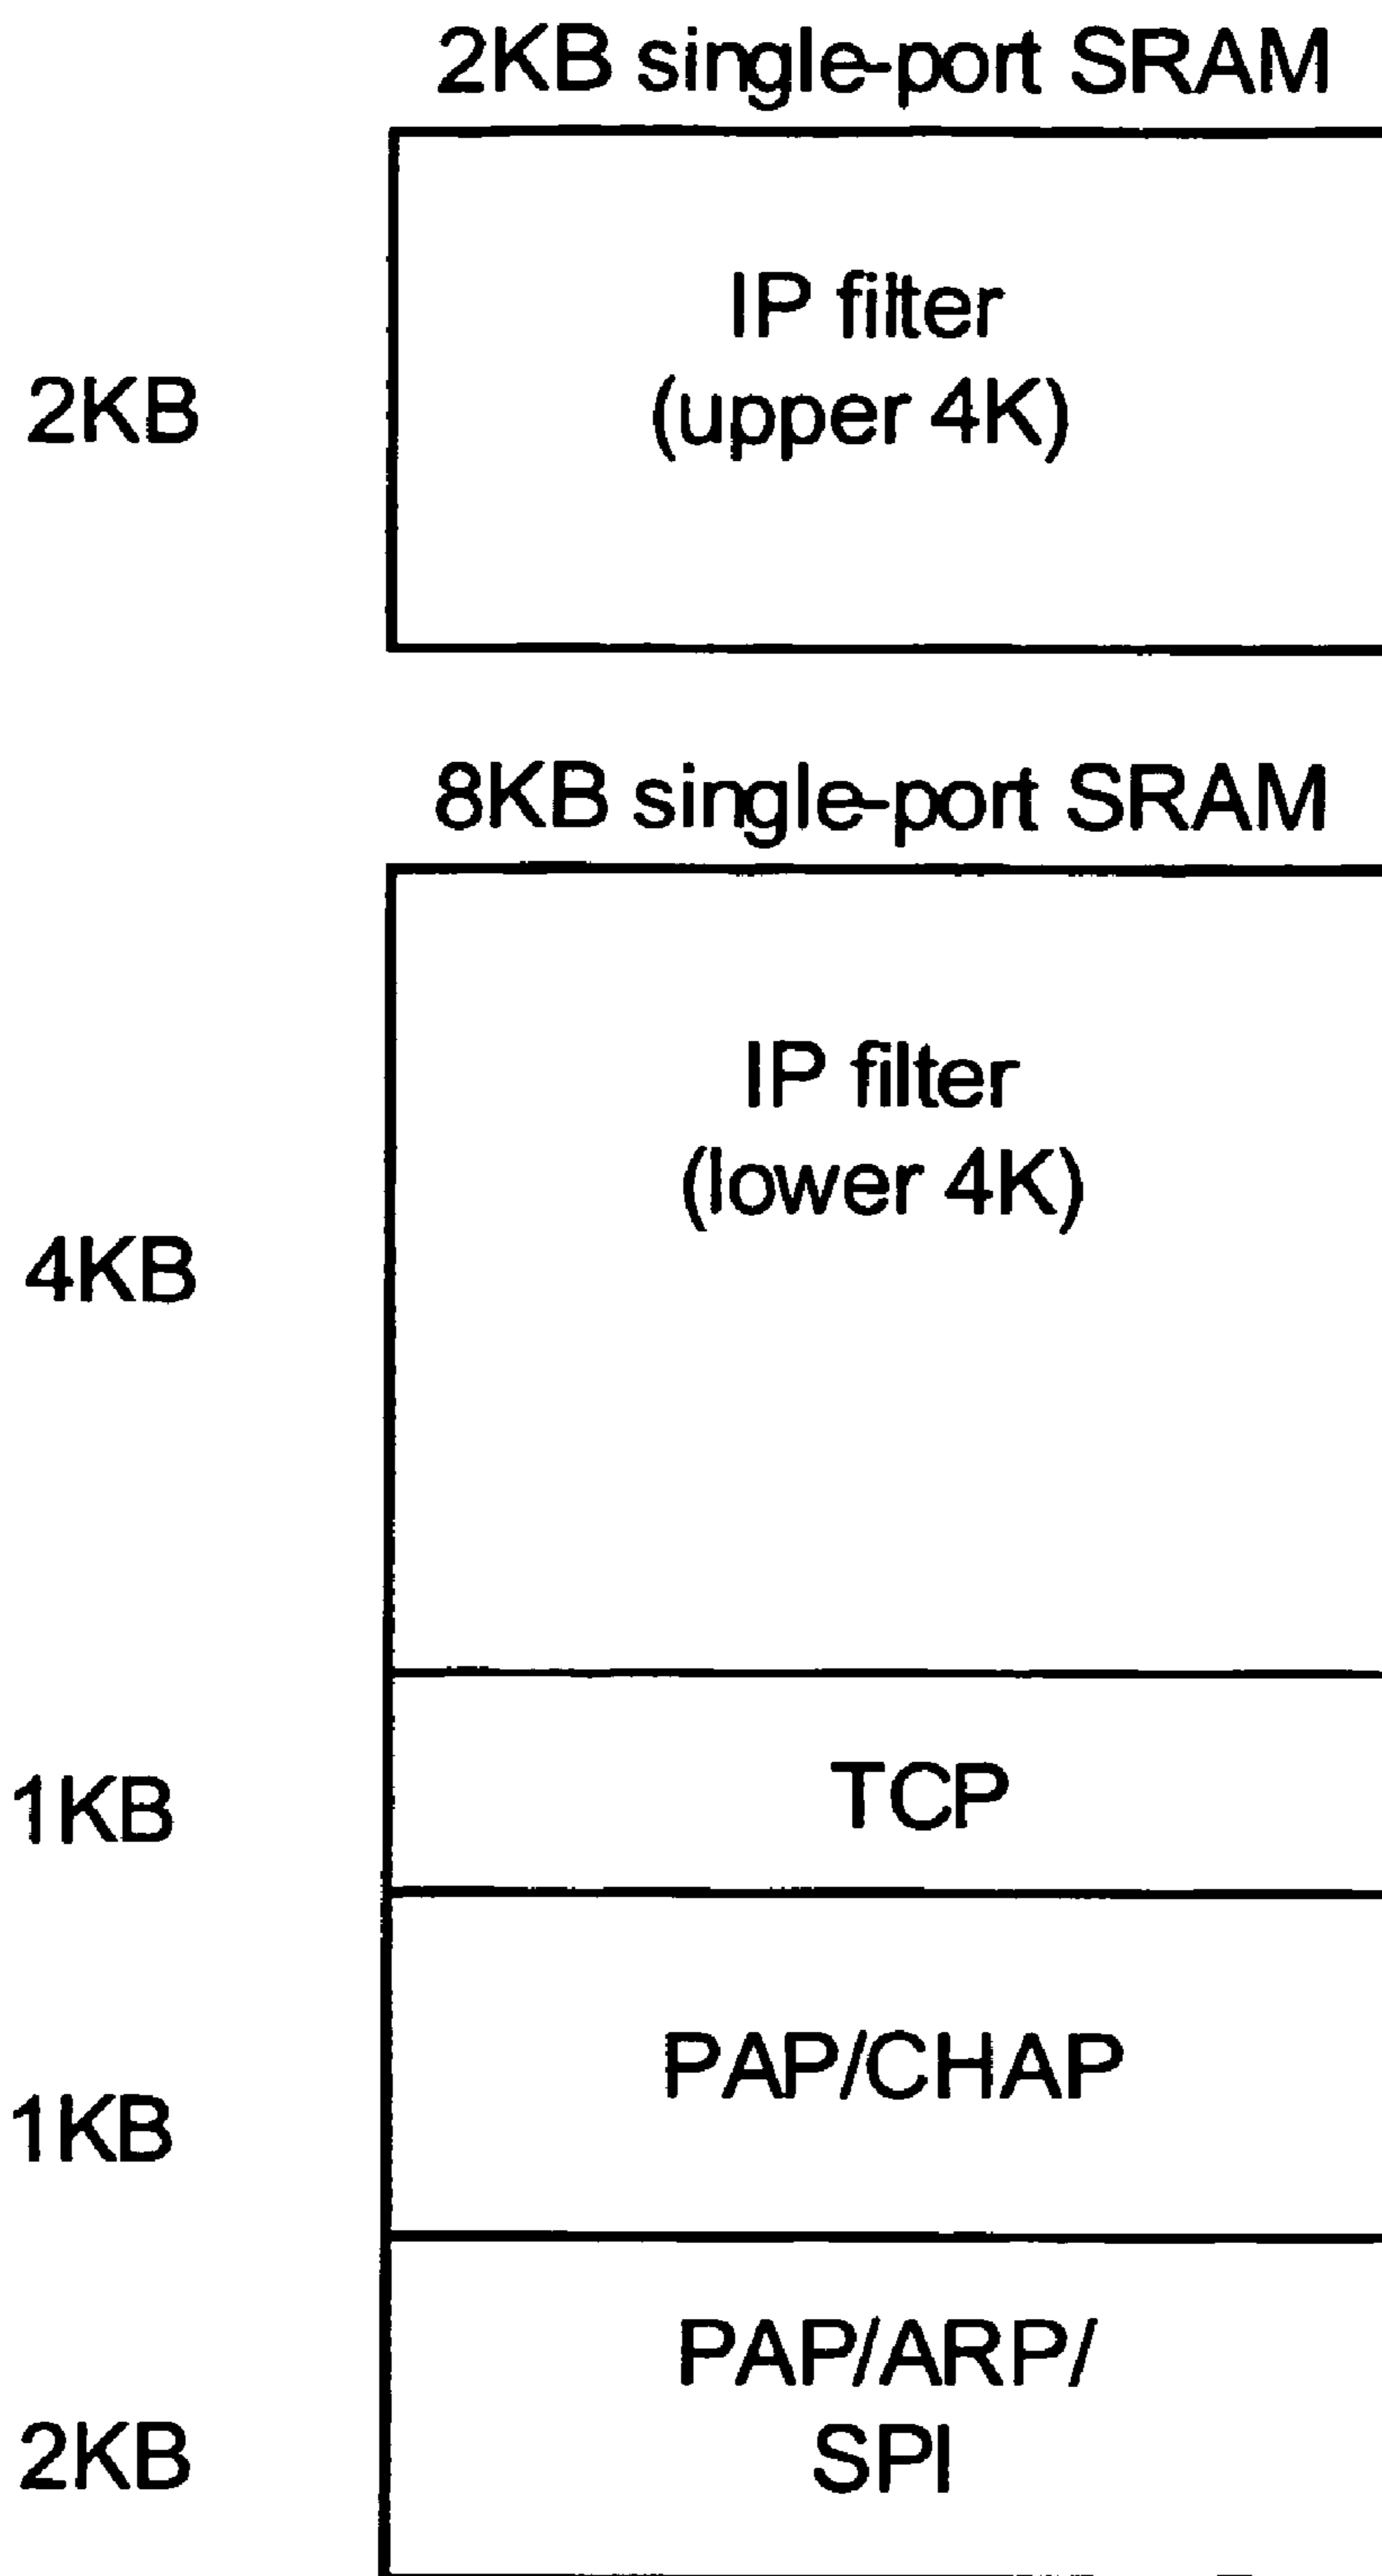 2KB single-port SRAM
IP filter
(upper 4K)
2KB
8KB single-port SRAM
IP filter
(lower 4K)
4KB
TCP
1KB
PAP/CHAP
1KB
PAP/ARP/
SPI
2KB